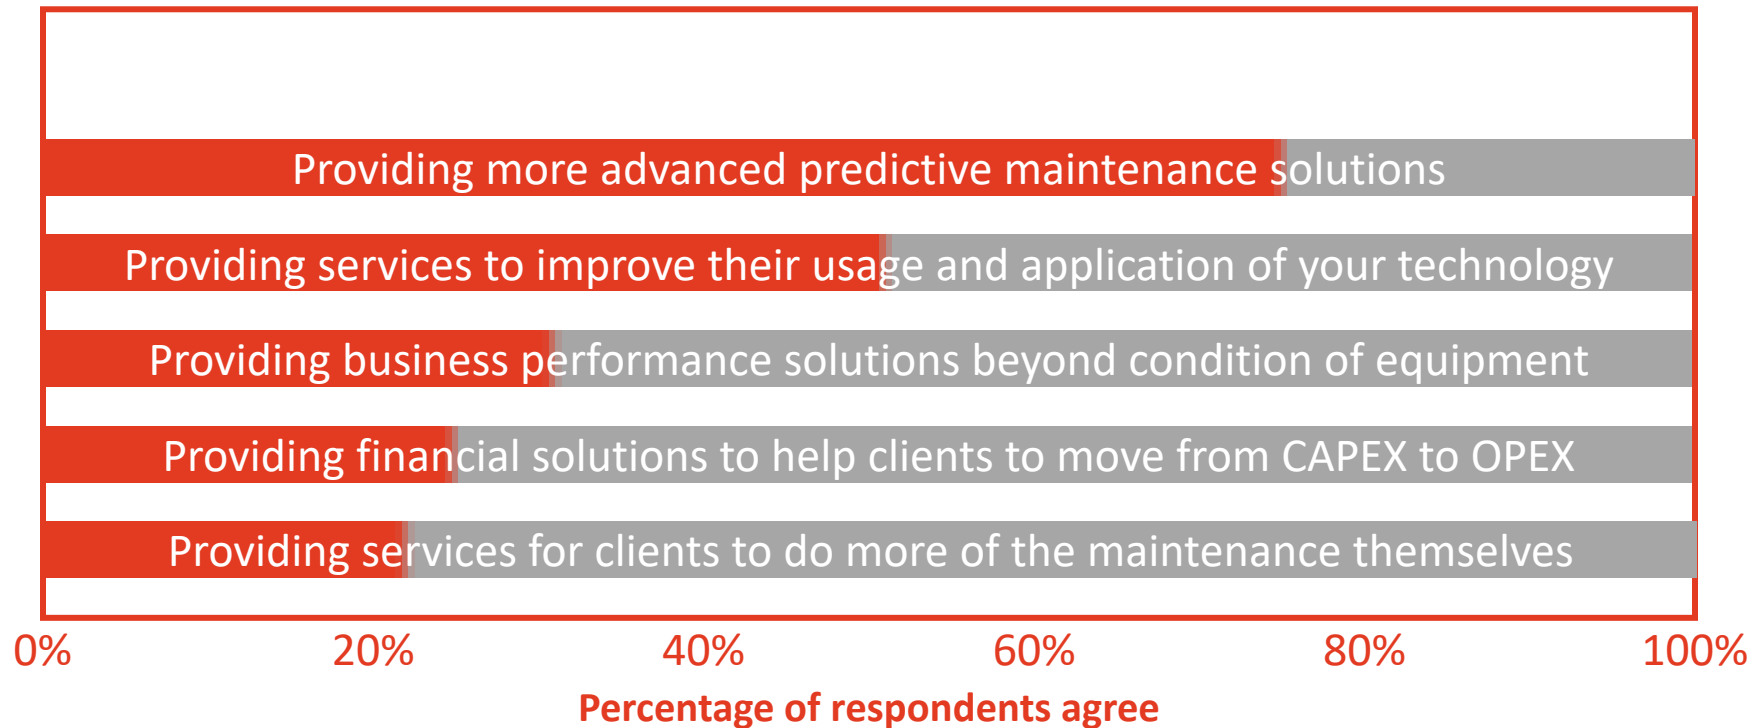 Providing more advanced predictive maintenance solutions
Providing services to improve their usage and application of your technology
Providing business performance solutions beyond condition of equipment
Providing financial solutions to help clients to move from CAPEX to OPEX
Providing services for clients to do more of the maintenance themselves
0% 20% 40% 60% 80% 100%
Percentage of respondents agree